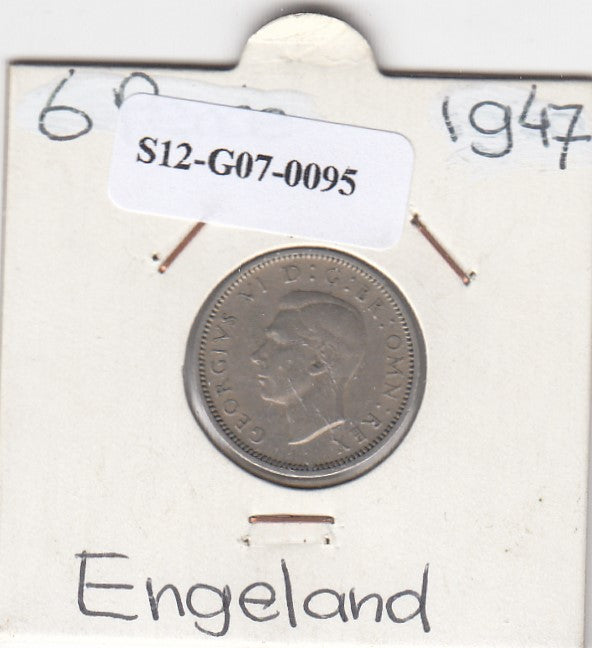 6 1947
S12-G07-0095
GEORGIVS VI D:G:BR:OMN:REX
Engeland